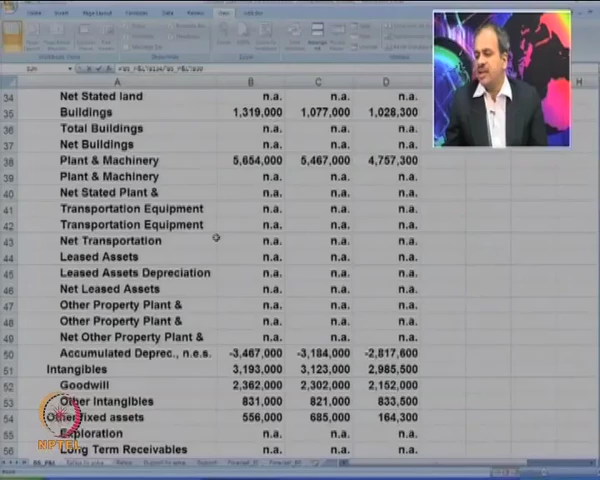 A B C D H
34 Net Stated land n.a. n.a. n.a.
35 Buildings 1,319,000 1,077,000 1,028,300
36 Total Buildings n.a. n.a. n.a.
37 Net Buildings n.a. n.a. n.a.
38 Plant & Machinery 5,654,000 5,467,000 4,757,300
39 Plant & Machinery n.a. n.a. n.a.
40 Net Stated Plant & n.a. n.a. n.a.
41 Transportation Equipment n.a. n.a. n.a.
42 Transportation Equipment n.a. n.a. n.a.
43 Net Transportation n.a. n.a. n.a.
44 Leased Assets n.a. n.a. n.a.
45 Leased Assets Depreciation n.a. n.a. n.a.
46 Net Leased Assets n.a. n.a. n.a.
47 Other Property Plant & n.a. n.a. n.a.
48 Other Property Plant & n.a. n.a. n.a.
49 Net Other Property Plant & n.a. n.a. n.a.
50 Accumulated Deprec., n.e.s. -3,467,000 -3,184,000 -2,817,600
51 Intangibles 3,193,000 3,123,000 2,985,500
52 Goodwill 2,362,000 2,302,000 2,152,000
53 Other Intangibles 831,000 821,000 833,500
54 Other fixed assets 556,000 685,000 164,300
55 Exploration n.a. n.a. n.a.
56 Long Term Receivables n.a. n.a. n.a.
NPTEL